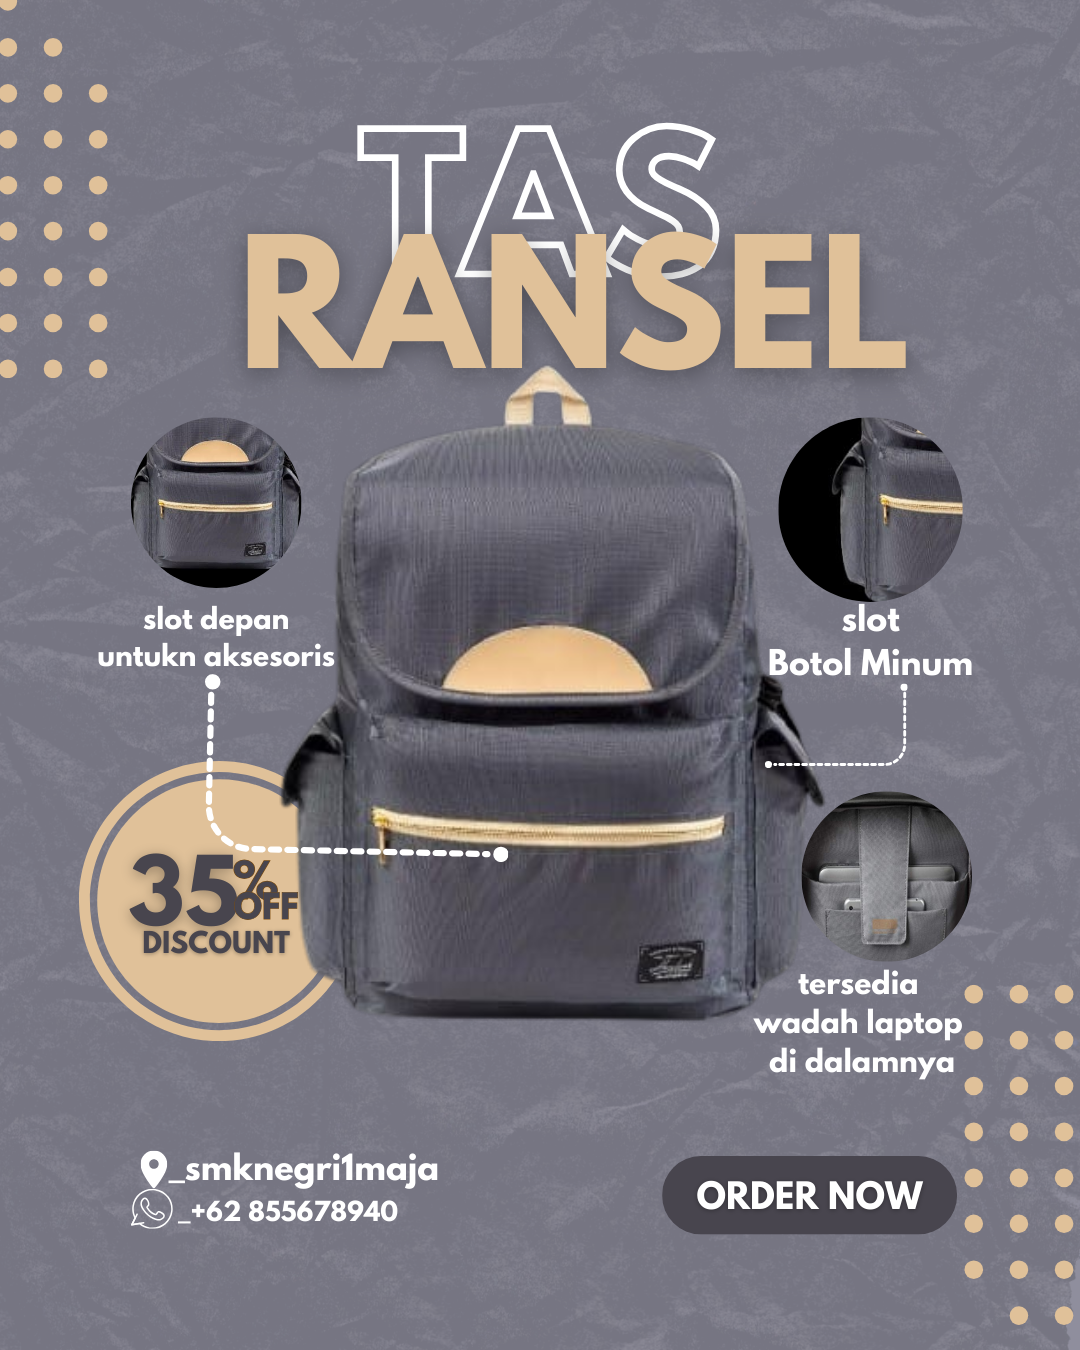 TAS
RANSEL
slot depan
untukn aksesoris
slot
Botol Minum
35%
OFF
DISCOUNT
tersedia
wadah laptop
di dalamnya
_smknegri1maja
_+62 855678940
ORDER NOW